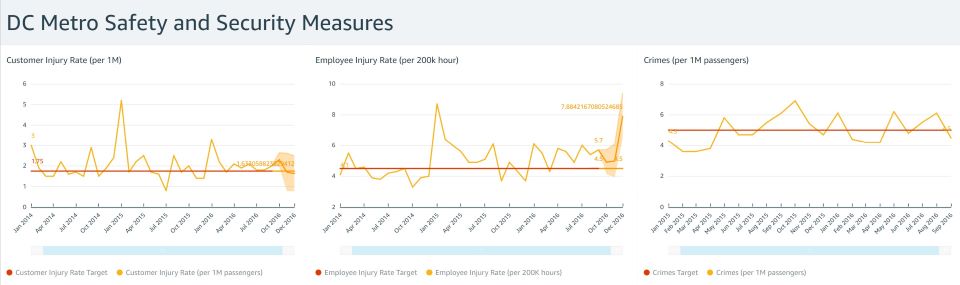 DC Metro Safety and Security Measures
Customer Injury Rate (per 1M)
6
5
4
3
2
1
0
3
1.75
Jan 2014
Apr 2014
Jul 2014
Oct 2014
Jan 2015
Apr 2015
Jul 2015
Oct 2015
Jan 2016
Apr 2016
Jul 2016
Oct 2016
Dec 2016
Customer Injury Rate Target
Customer Injury Rate (per 1M passengers)
Employee Injury Rate (per 200k hour)
10
8
6
4
2
7.8842167080524685
5.7
Jan 2014
Apr 2014
Jul 2014
Oct 2014
Jan 2015
Apr 2015
Jul 2015
Oct 2015
Jan 2016
Apr 2016
Jul 2016
Oct 2016
Dec 2016
Employee Injury Rate Target
Employee Injury Rate (per 200K hours)
Crimes (per 1M passengers)
8
6
4
2
0
Jan 2015
Feb 2015
Mar 2015
Apr 2015
May 2015
Jun 2015
Jul 2015
Aug 2015
Sep 2015
Oct 2015
Nov 2015
Dec 2015
Jan 2016
Feb 2016
Mar 2016
Apr 2016
May 2016
Jun 2016
Jul 2016
Aug 2016
Sep 2016
Crimes Target
Crimes (per 1M passengers)